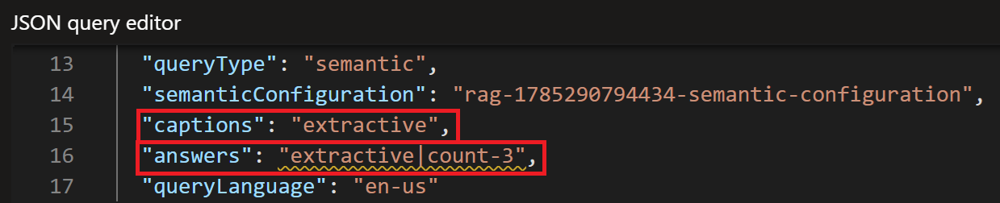 JSON query editor
13 "queryType": "semantic",
14 "semanticConfiguration": "rag-1785290794434-semantic-configuration",
15 "captions": "extractive",
16 "answers": "extractive|count-3",
17 "queryLanguage": "en-us"